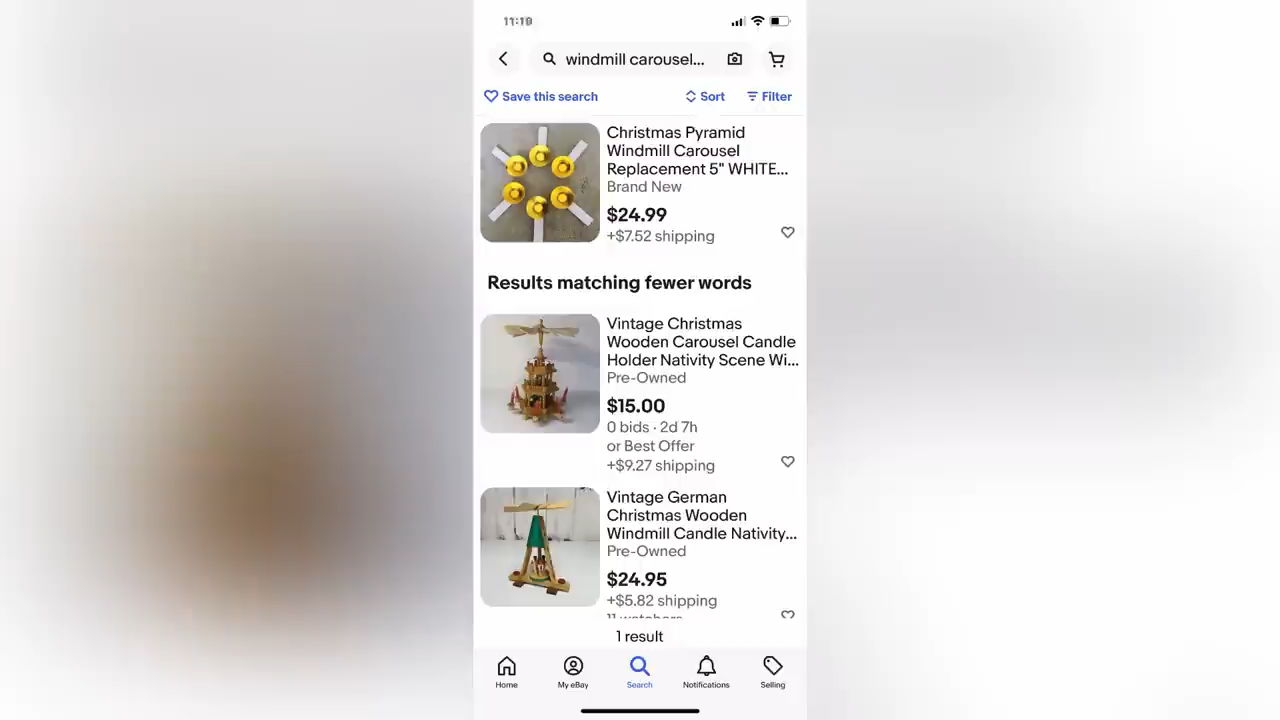 11:19
windmill carousel...
Save this search
Sort
Filter
Christmas Pyramid
Windmill Carousel
Replacement 5" WHITE...
Brand New
$24.99
+$7.52 shipping
Results matching fewer words
Vintage Christmas
Wooden Carousel Candle
Holder Nativity Scene Wi...
Pre-Owned
$15.00
0 bids · 2d 7h
or Best Offer
+$9.27 shipping
Vintage German
Christmas Wooden
Windmill Candle Nativity...
Pre-Owned
$24.95
+$5.82 shipping
11 watchers
1 result
Home
My eBay
Search
Notifications
Selling